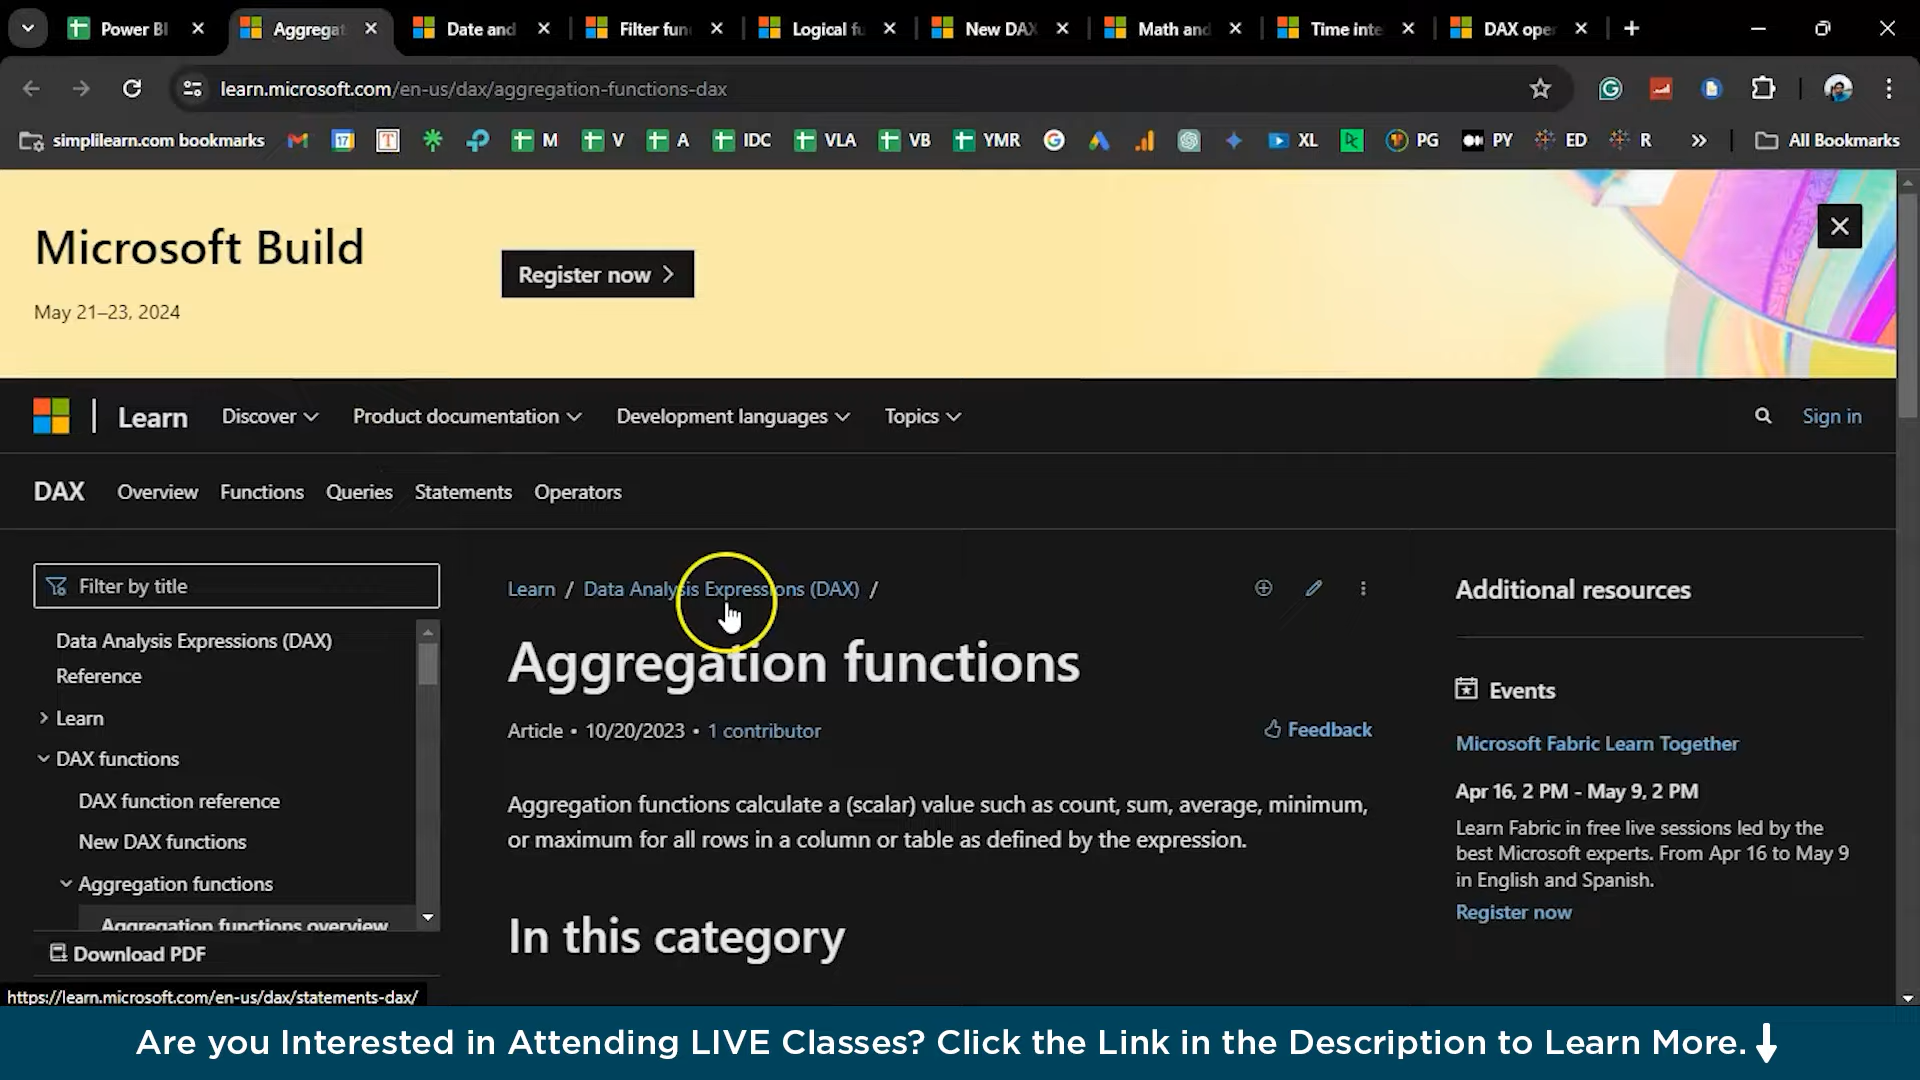 Power BI
Aggregat
Date and
Filter fun
Logical fu
New DAX
Math and
Time inte
DAX oper
learn.microsoft.com/en-us/dax/aggregation-functions-dax
simplilearn.com bookmarks
17
T
M
V
A
IDC
VLA
VB
YMR
XL
PG
PY
ED
R
All Bookmarks
Microsoft Build
Register now
May 21–23, 2024
Learn
Discover
Product documentation
Development languages
Topics
Sign in
DAX
Overview
Functions
Queries
Statements
Operators
Filter by title
Data Analysis Expressions (DAX)
Reference
Learn
DAX functions
DAX function reference
New DAX functions
Aggregation functions
Aggregation functions overview
Download PDF
Learn / Data Analysis Expressions (DAX) /
Aggregation functions
Article • 10/20/2023 • 1 contributor
Feedback
Aggregation functions calculate a (scalar) value such as count, sum, average, minimum,
or maximum for all rows in a column or table as defined by the expression.
In this category
Additional resources
Events
Microsoft Fabric Learn Together
Apr 16, 2 PM - May 9, 2 PM
Learn Fabric in free live sessions led by the
best Microsoft experts. From Apr 16 to May 9
in English and Spanish.
Register now
https://learn.microsoft.com/en-us/dax/statements-dax/
Are you Interested in Attending LIVE Classes? Click the Link in the Description to Learn More.